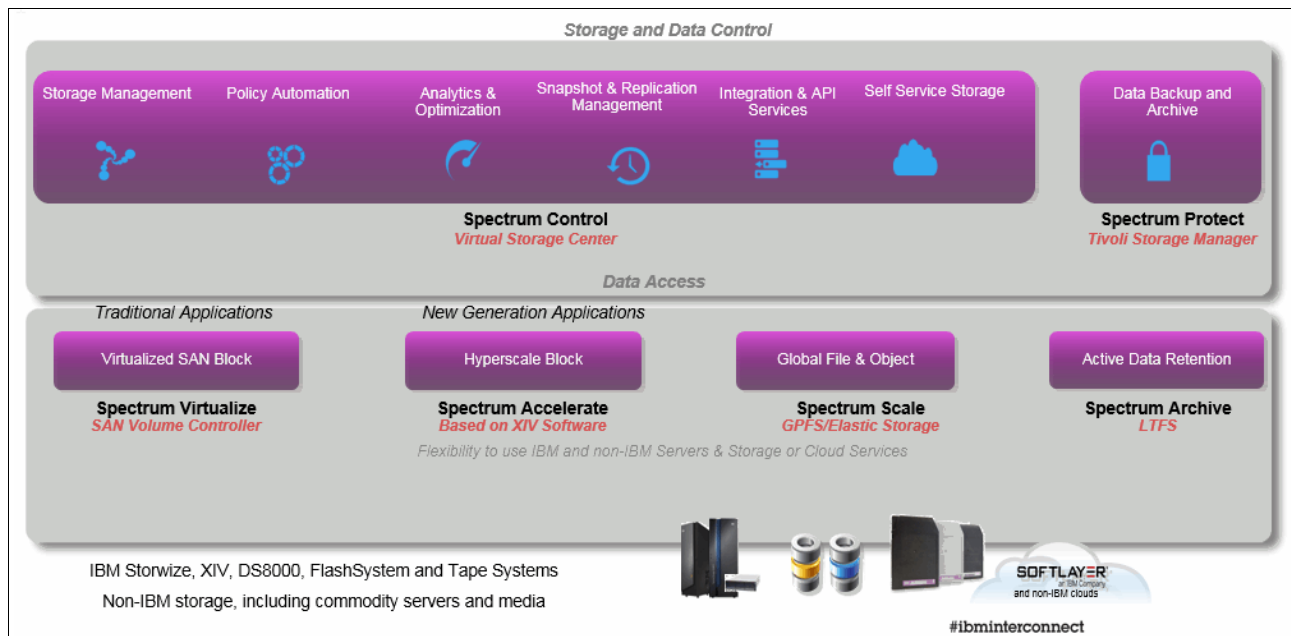 Storage and Data Control
Storage Management
Policy Automation
Analytics &
Optimization
Snapshot & Replication
Management
Integration & API
Services
Self Service Storage
Data Backup and
Archive
Spectrum Control
Virtual Storage Center
Spectrum Protect
Tivoli Storage Manager
Data Access
Traditional Applications
New Generation Applications
Virtualized SAN Block
Hyperscale Block
Global File & Object
Active Data Retention
Spectrum Virtualize
SAN Volume Controller
Spectrum Accelerate
Based on XIV Software
Spectrum Scale
GPFS/Elastic Storage
Spectrum Archive
LTFS
Flexibility to use IBM and non-IBM Servers & Storage or Cloud Services
IBM Storwize, XIV, DS8000, FlashSystem and Tape Systems
Non-IBM storage, including commodity servers and media
SOFTLAYER
an IBM Company
and non-IBM clouds
#ibminterconnect